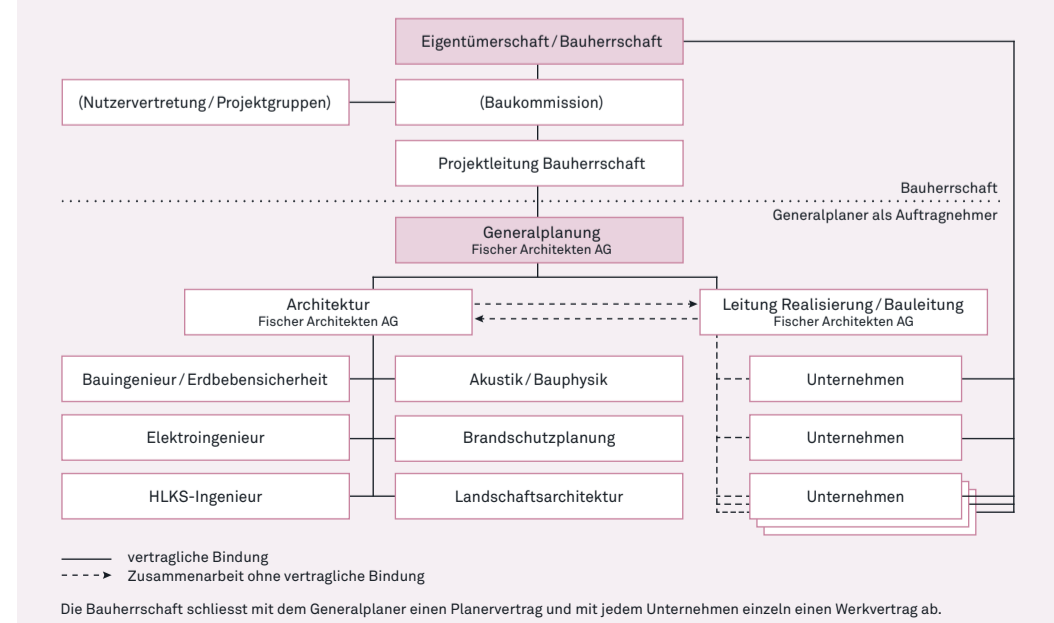 Eigentümerschaft / Bauherrschaft
(Nutzervertretung / Projektgruppen)
(Baukommission)
Projektleitung Bauherrschaft
Bauherrschaft
Generalplaner als Auftragnehmer
Generalplanung
Fischer Architekten AG
Architektur
Fischer Architekten AG
Leitung Realisierung / Bauleitung
Fischer Architekten AG
Bauingenieur / Erdbebensicherheit
Akustik / Bauphysik
Unternehmen
Elektroingenieur
Brandschutzplanung
Unternehmen
HLKS-Ingenieur
Landschaftsarchitektur
Unternehmen
vertragliche Bindung
Zusammenarbeit ohne vertragliche Bindung
Die Bauherrschaft schliesst mit dem Generalplaner einen Planervertrag und mit jedem Unternehmen einzeln einen Werkvertrag ab.